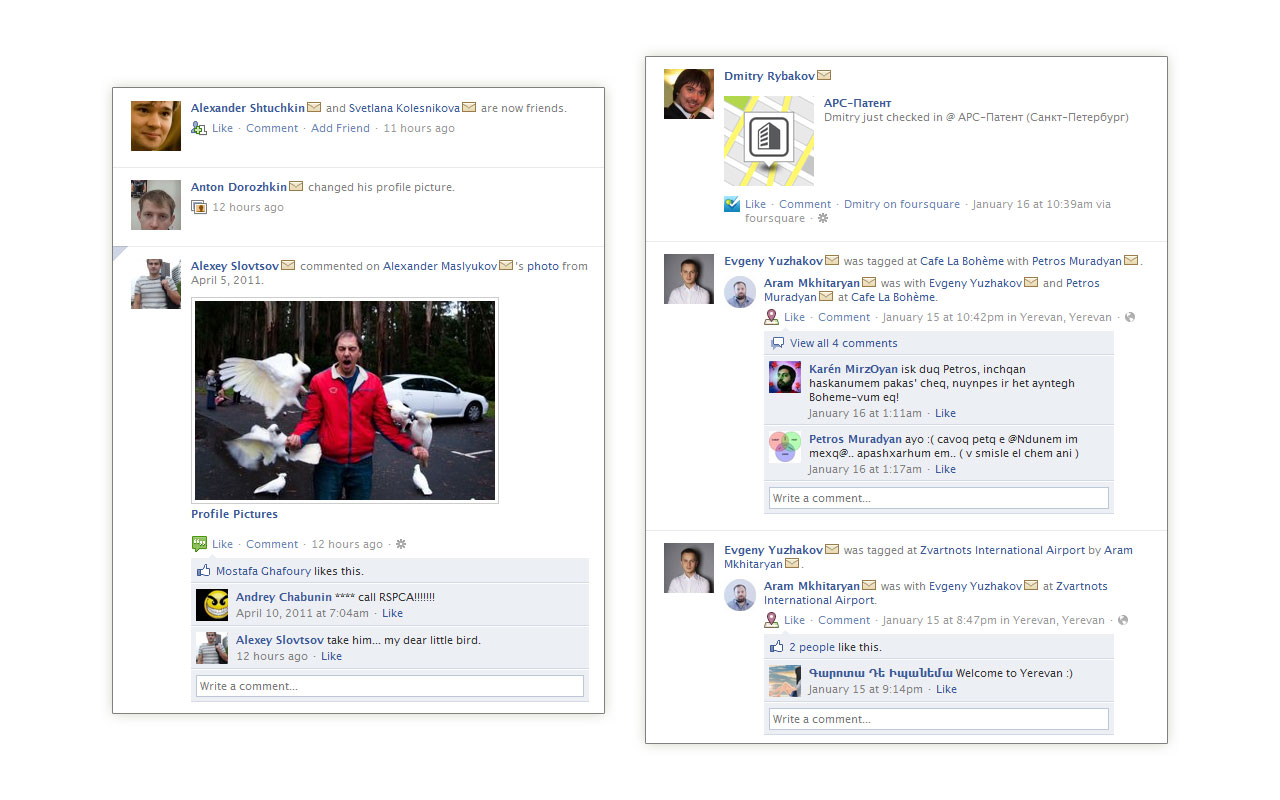 Alexander Shtuchkin and Svetlana Kolesnikova are now friends.
Like · Comment · Add Friend · 11 hours ago
Anton Dorozhkin changed his profile picture.
12 hours ago
Alexey Slovtsov commented on Alexander Maslyukov 's photo from
April 5, 2011.
Profile Pictures
Like · Comment · 12 hours ago ·
Mostafa Ghafoury likes this.
Andrey Chabunin **** call RSPCA!!!!!!!
April 10, 2011 at 7:04am · Like
Alexey Slovtsov take him... my dear little bird.
12 hours ago · Like
Write a comment...
Dmitry Rybakov
АРС-Патент
Dmitry just checked in @ АРС-Патент (Санкт-Петербург)
Like · Comment · Dmitry on foursquare · January 16 at 10:39am via
foursquare ·
Evgeny Yuzhakov was tagged at Cafe La Bohème with Petros Muradyan .
Aram Mkhitaryan was with Evgeny Yuzhakov and Petros
Muradyan at Cafe La Bohème.
Like · Comment · January 15 at 10:42pm in Yerevan, Yerevan ·
View all 4 comments
Karén MirzOyan isk duq Petros, inchqan
haskanumem pakas' cheq, nuynpes ir het ayntegh
Boheme-vum eq!
January 16 at 1:11am · Like
Petros Muradyan ayo :( cavoq petq e @Ndunem im
mexq@.. apashxarhum em.. ( v smisle el chem ani )
January 16 at 1:17am · Like
Write a comment...
Evgeny Yuzhakov was tagged at Zvartnots International Airport by Aram
Mkhitaryan .
Aram Mkhitaryan was with Evgeny Yuzhakov at Zvartnots
International Airport.
Like · Comment · January 15 at 8:47pm in Yerevan, Yerevan ·
2 people like this.
Գարոտա Դե Իպանեմա Welcome to Yerevan :)
January 15 at 9:14pm · Like
Write a comment...